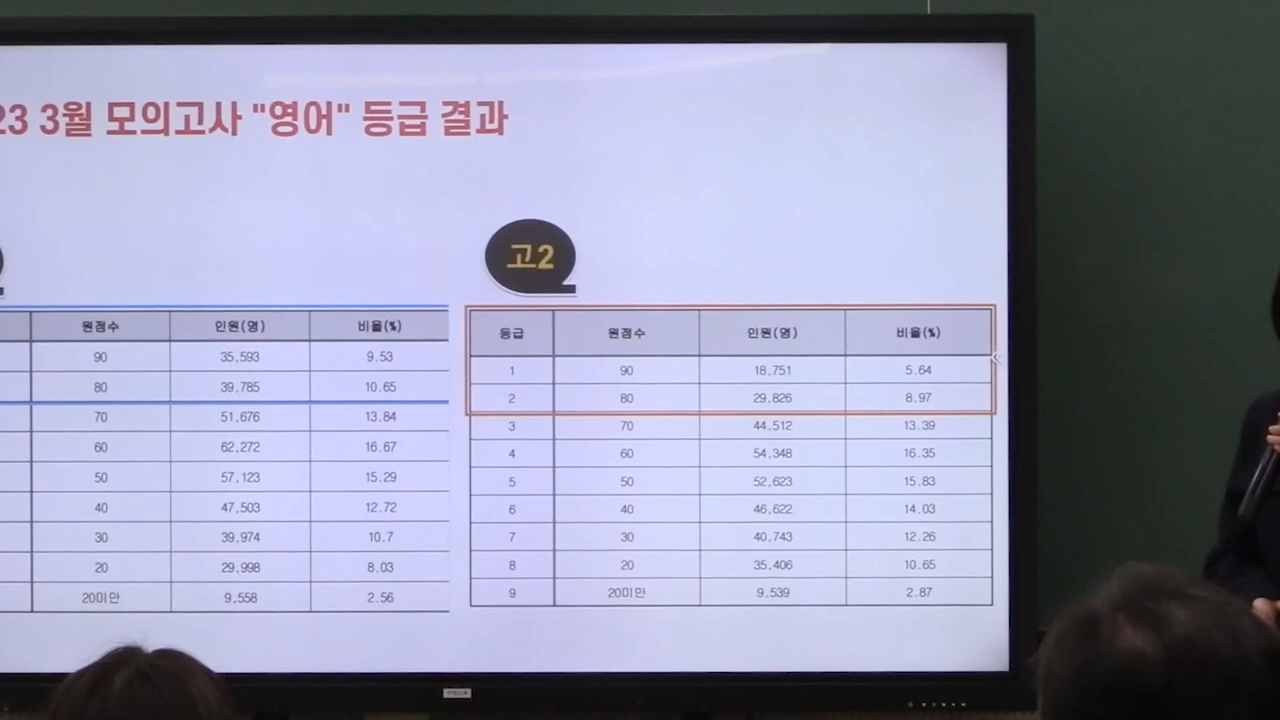 23 3월 모의고사 "영어" 등급 결과
원점수 인원(명) 비율(%)
90 35,593 9.53
80 39,785 10.65
70 51,676 13.84
60 62,272 16.67
50 57,123 15.29
40 47,503 12.72
30 39,974 10.7
20 29,998 8.03
20미만 9,558 2.56
고2
등급 원점수 인원(명) 비율(%)
1 90 18,751 5.64
2 80 29,826 8.97
3 70 44,512 13.39
4 60 54,348 16.35
5 50 52,623 15.83
6 40 46,622 14.03
7 30 40,743 12.26
8 20 35,406 10.65
9 20미만 9,539 2.87